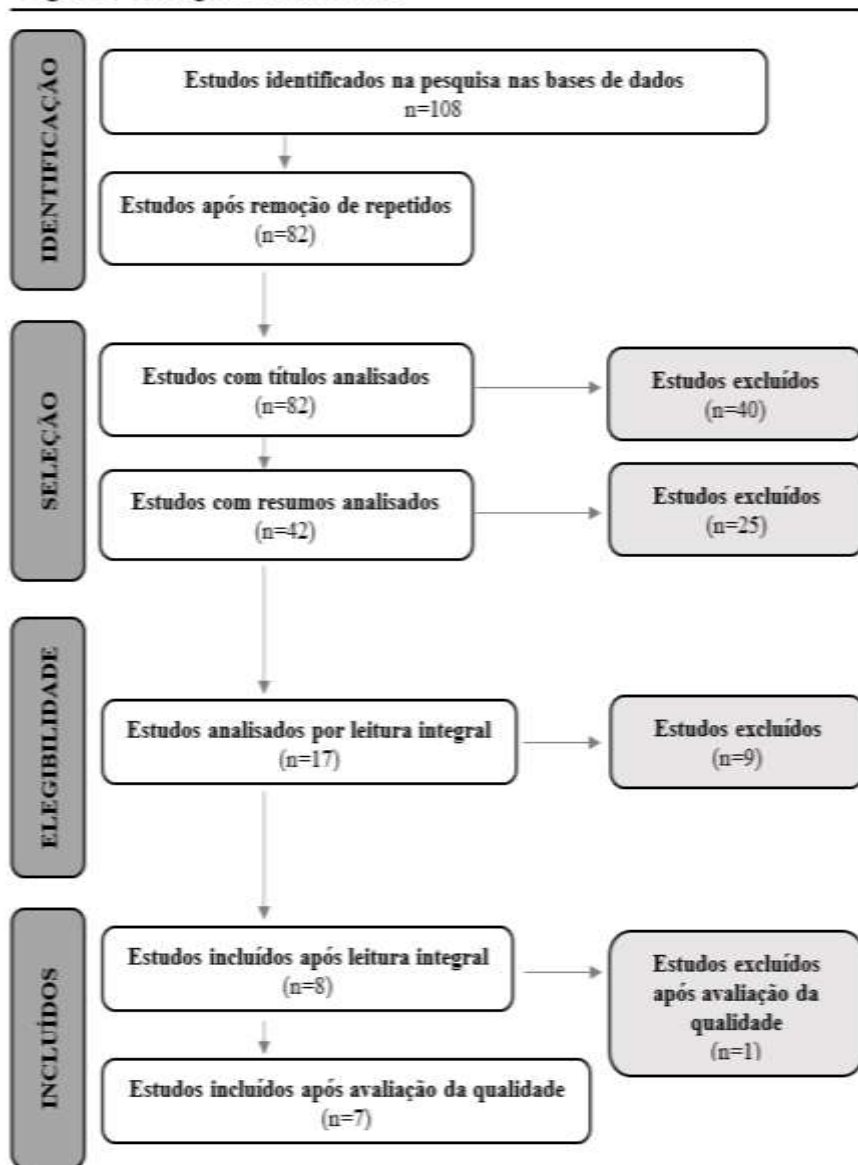 IDENTIFICAÇÃO
Estudos identificados na pesquisa nas bases de dados
n=108
Estudos após remoção de repetidos
(n=82)
SELEÇÃO
Estudos com títulos analisados
(n=82)
Estudos excluídos
(n=40)
Estudos com resumos analisados
(n=42)
Estudos excluídos
(n=25)
ELEGIBILIDADE
Estudos analisados por leitura integral
(n=17)
Estudos excluídos
(n=9)
INCLUÍDOS
Estudos incluídos após leitura integral
(n=8)
Estudos excluídos
após avaliação da
qualidade
(n=1)
Estudos incluídos após avaliação da qualidade
(n=7)